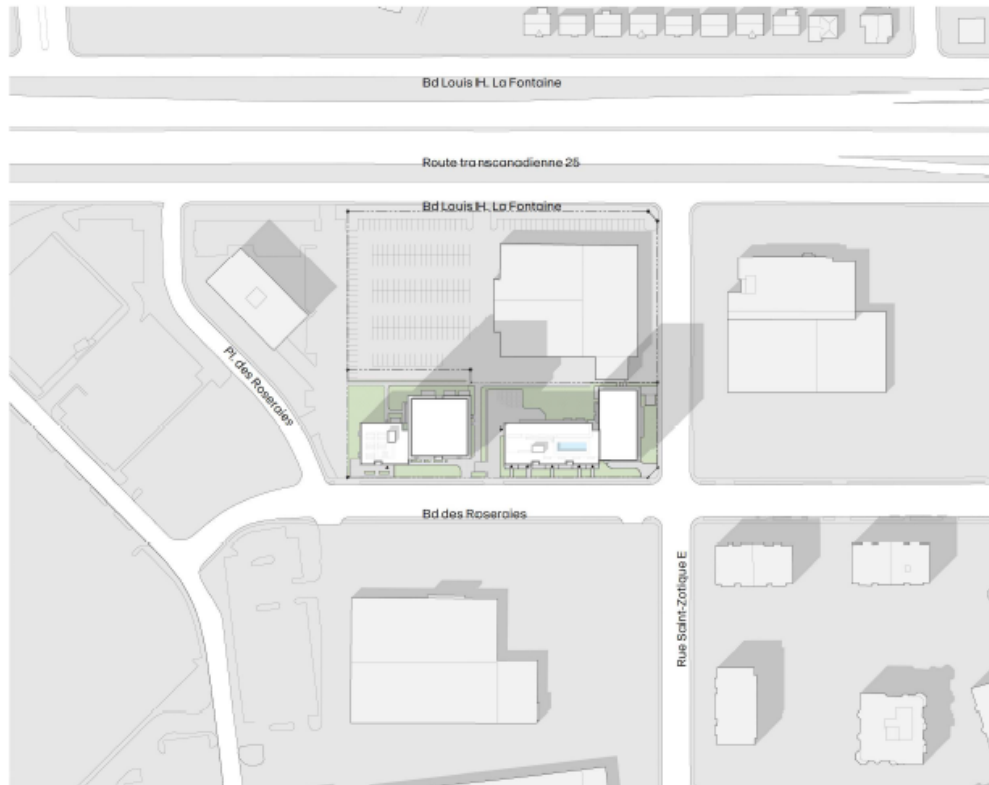 Bd Louis H. La Fontaine
Route transcanadienne 25
Bd Louis H. La Fontaine
Pl. des Roseraies
Bd des Roseraies
Rue Saint-Zotique E